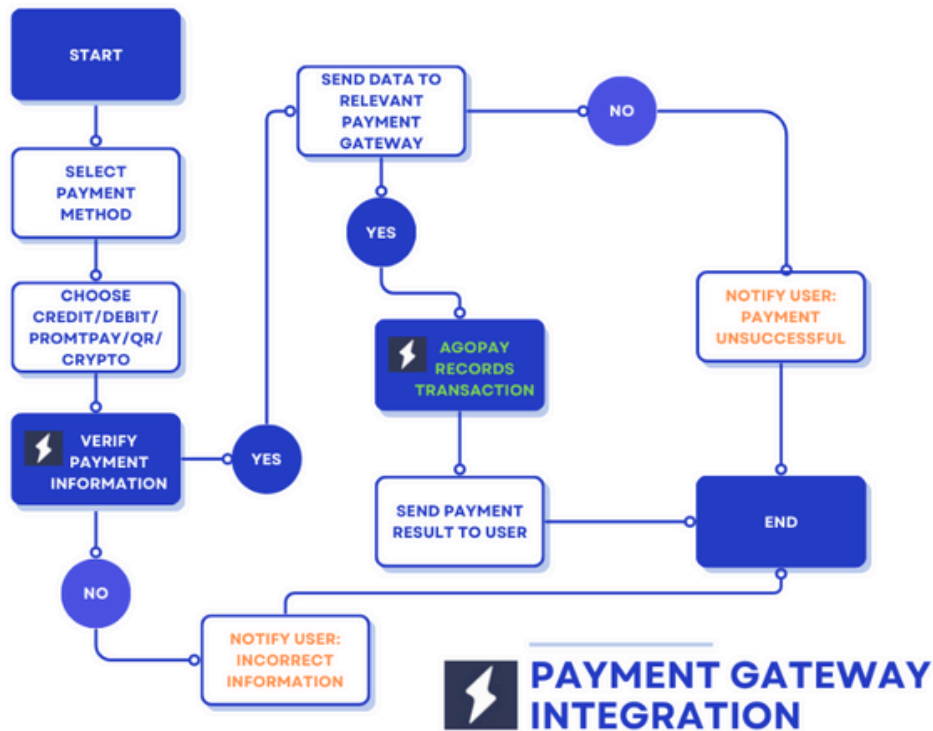 START
SELECT
PAYMENT
METHOD
CHOOSE
CREDIT/DEBIT/
PROMTPAY/QR/
CRYPTO
VERIFY
PAYMENT
INFORMATION
YES
NO
NOTIFY USER:
INCORRECT
INFORMATION
SEND DATA TO
RELEVANT
PAYMENT
GATEWAY
YES
AGOPAY
RECORDS
TRANSACTION
SEND PAYMENT
RESULT TO USER
NO
NOTIFY USER:
PAYMENT
UNSUCCESSFUL
END
PAYMENT GATEWAY
INTEGRATION